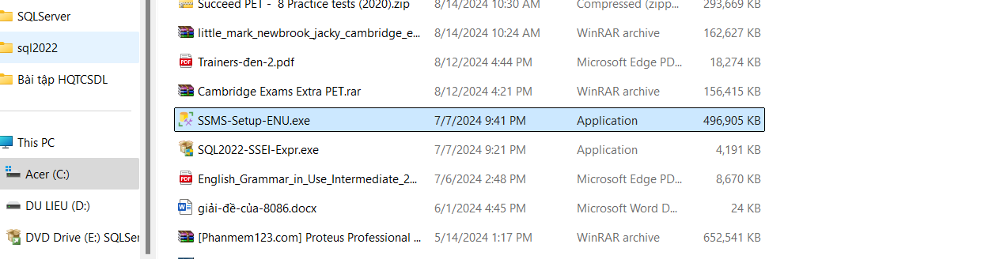 SQLServer
sql2022
Bài tập HQTCSDL
This PC
Acer (C:)
DU LIEU (D:)
DVD Drive (E:) SQLSer
Succeed PET - 8 Practice tests (2020).zip 8/14/2024 10:30 AM Compressed (zipp... 293,669 KB
little_mark_newbrook_jacky_cambridge_e... 8/14/2024 10:24 AM WinRAR archive 162,627 KB
Trainers-đen-2.pdf 8/12/2024 4:44 PM Microsoft Edge PD... 18,274 KB
Cambridge Exams Extra PET.rar 8/12/2024 4:21 PM WinRAR archive 156,415 KB
SSMS-Setup-ENU.exe 7/7/2024 9:41 PM Application 496,905 KB
SQL2022-SSEI-Expr.exe 7/7/2024 9:21 PM Application 4,191 KB
English_Grammar_in_Use_Intermediate_2... 7/6/2024 2:48 PM Microsoft Edge PD... 8,670 KB
giải-đề-của-8086.docx 6/1/2024 4:45 PM Microsoft Word D... 24 KB
[Phanmem123.com] Proteus Professional ... 5/14/2024 1:17 PM WinRAR archive 652,541 KB